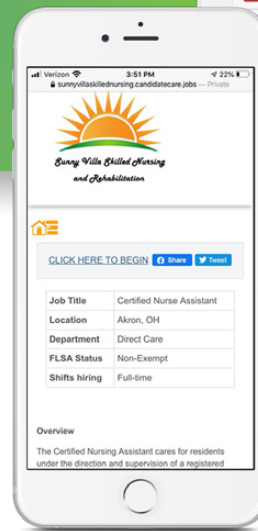 Verizon 3:51 PM 22%
sunnyvillaskillednursing.candidatecare.jobs — Private
Sunny Villa Skilled Nursing
and Rehabilitation
CLICK HERE TO BEGIN Share Tweet
Job Title Certified Nurse Assistant
Location Akron, OH
Department Direct Care
FLSA Status Non-Exempt
Shifts hiring Full-time
Overview
The Certified Nursing Assistant cares for residents
under the direction and supervision of a registered